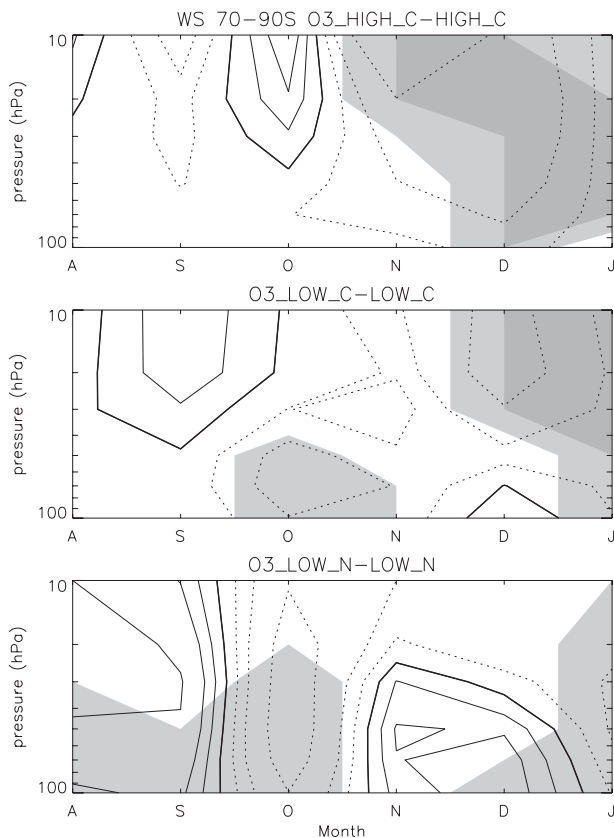 WS 70-90S O3_HIGH_C-HIGH_C
10
pressure (hPa)
100
A S O N D J
O3_LOW_C-LOW_C
10
pressure (hPa)
100
A S O N D J
O3_LOW_N-LOW_N
10
pressure (hPa)
100
A S O N D J
Month